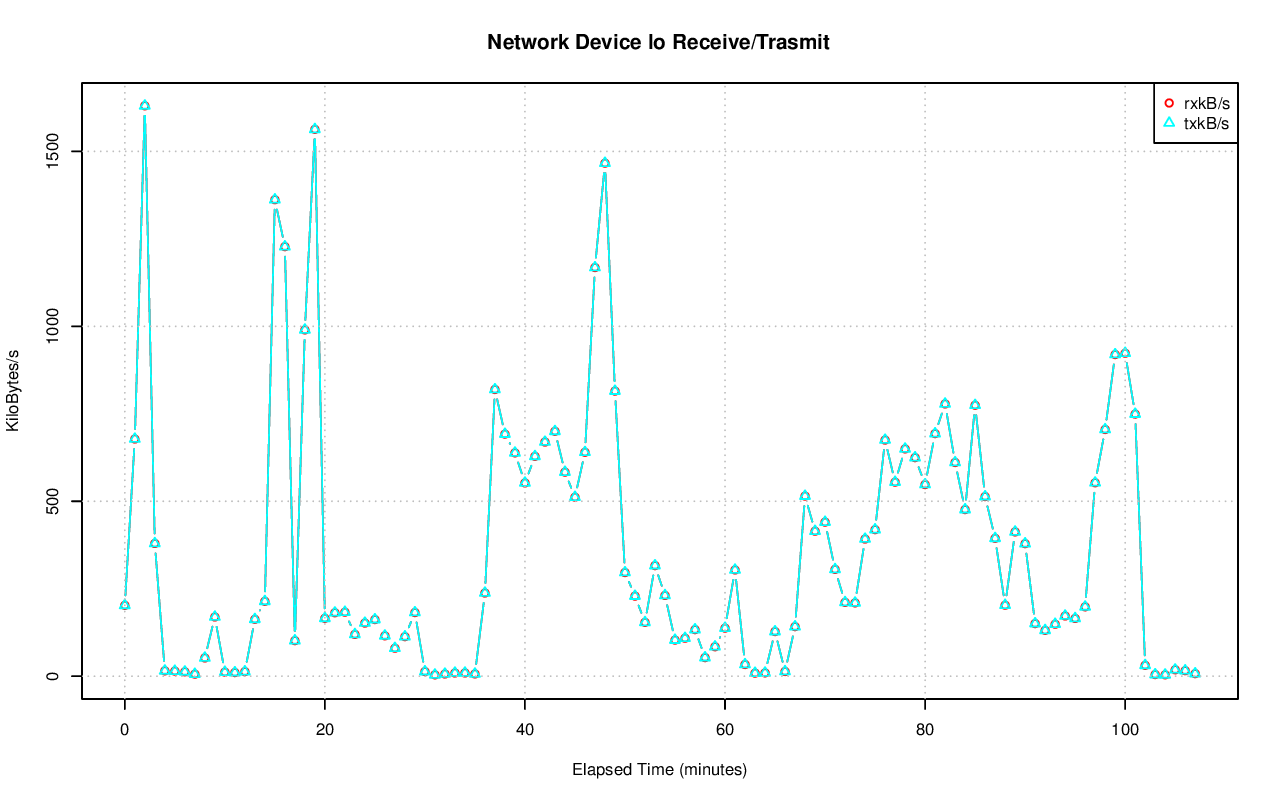 Network Device lo Receive/Trasmit
rxkB/s
txkB/s
KiloBytes/s
1500
1000
500
0
0 20 40 60 80 100
Elapsed Time (minutes)